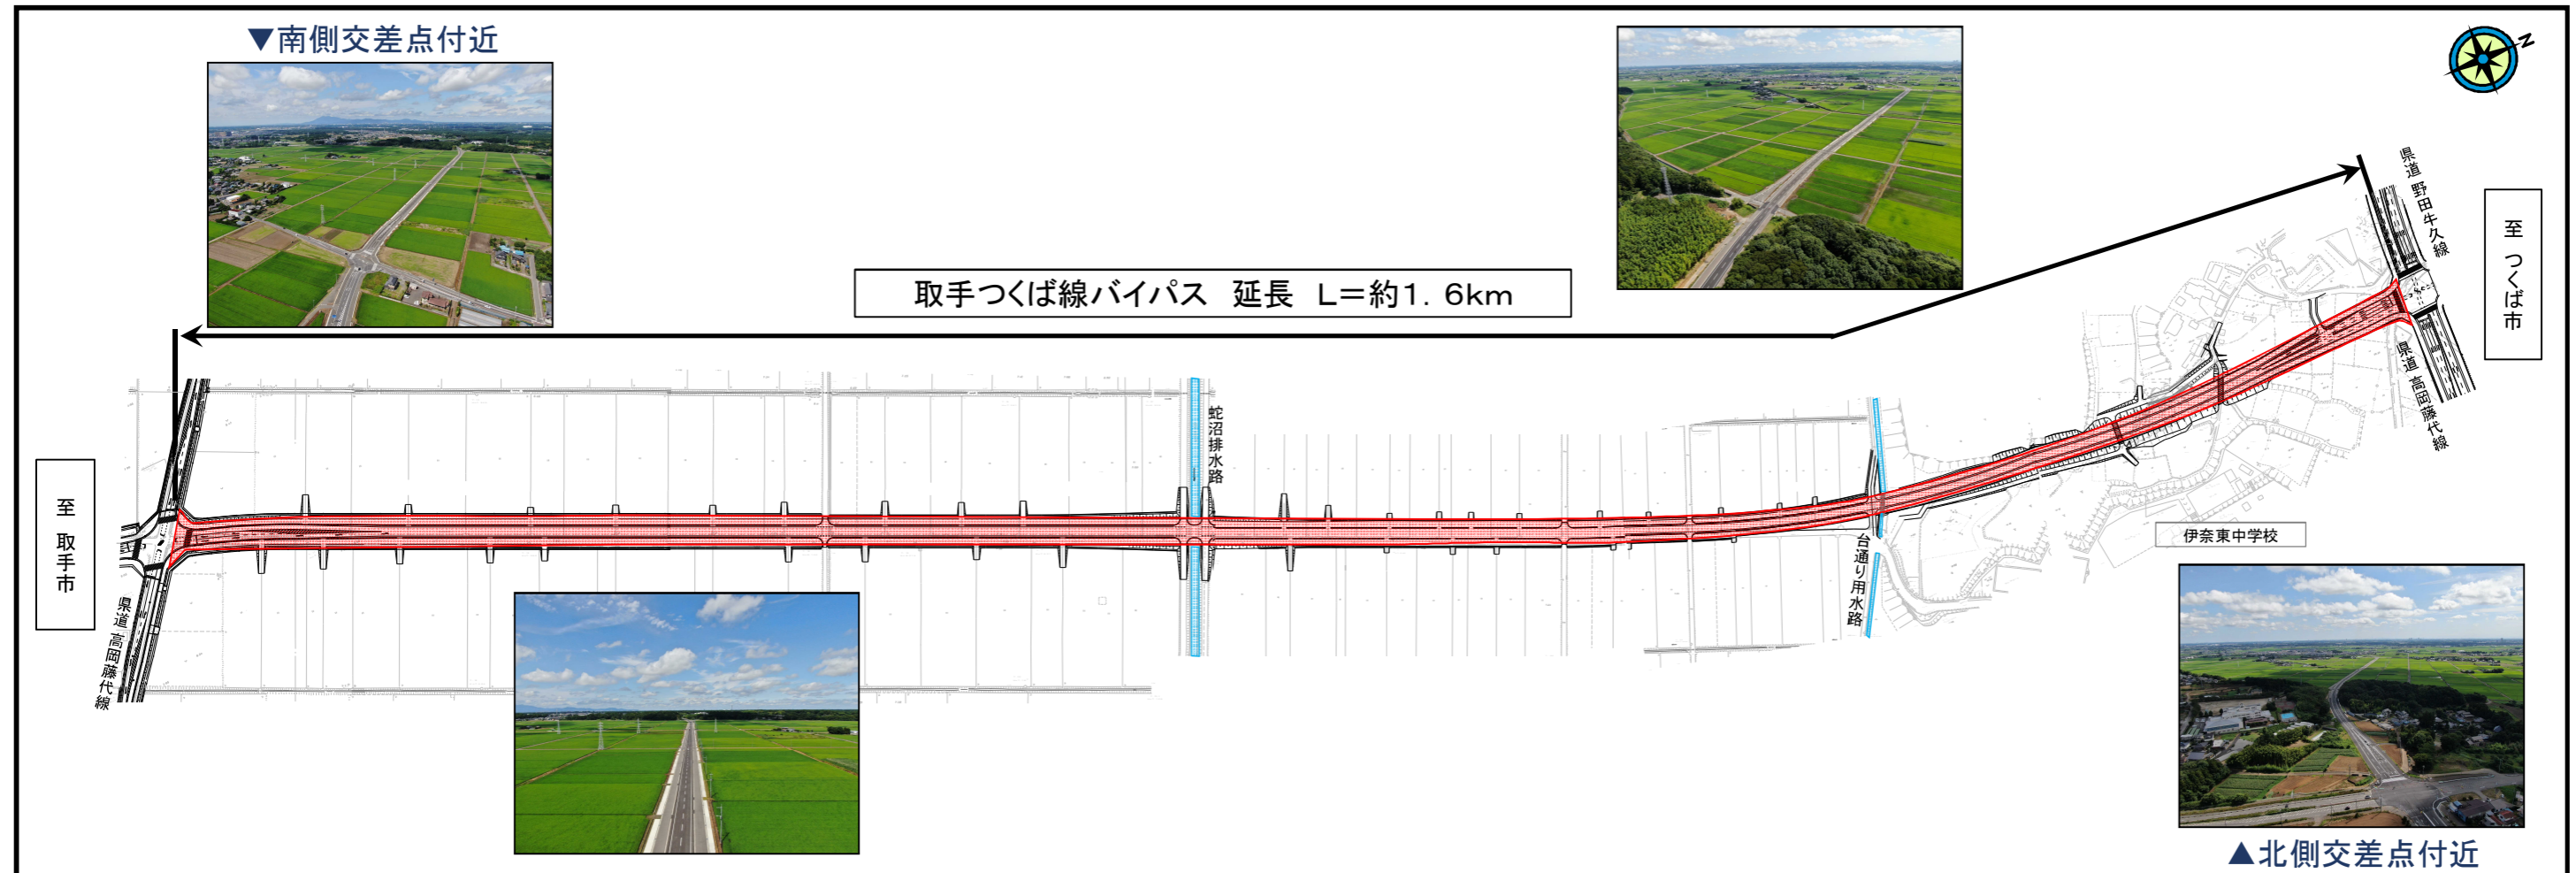 ▼南側交差点付近
N
取手つくば線バイパス　延長　L＝約1．6km
県道 野田牛久線
至 つくば市
県道 高岡藤代線
蛇沼排水路
至 取手市
台通り用水路
伊奈東中学校
県道 高岡藤代線
▲北側交差点付近